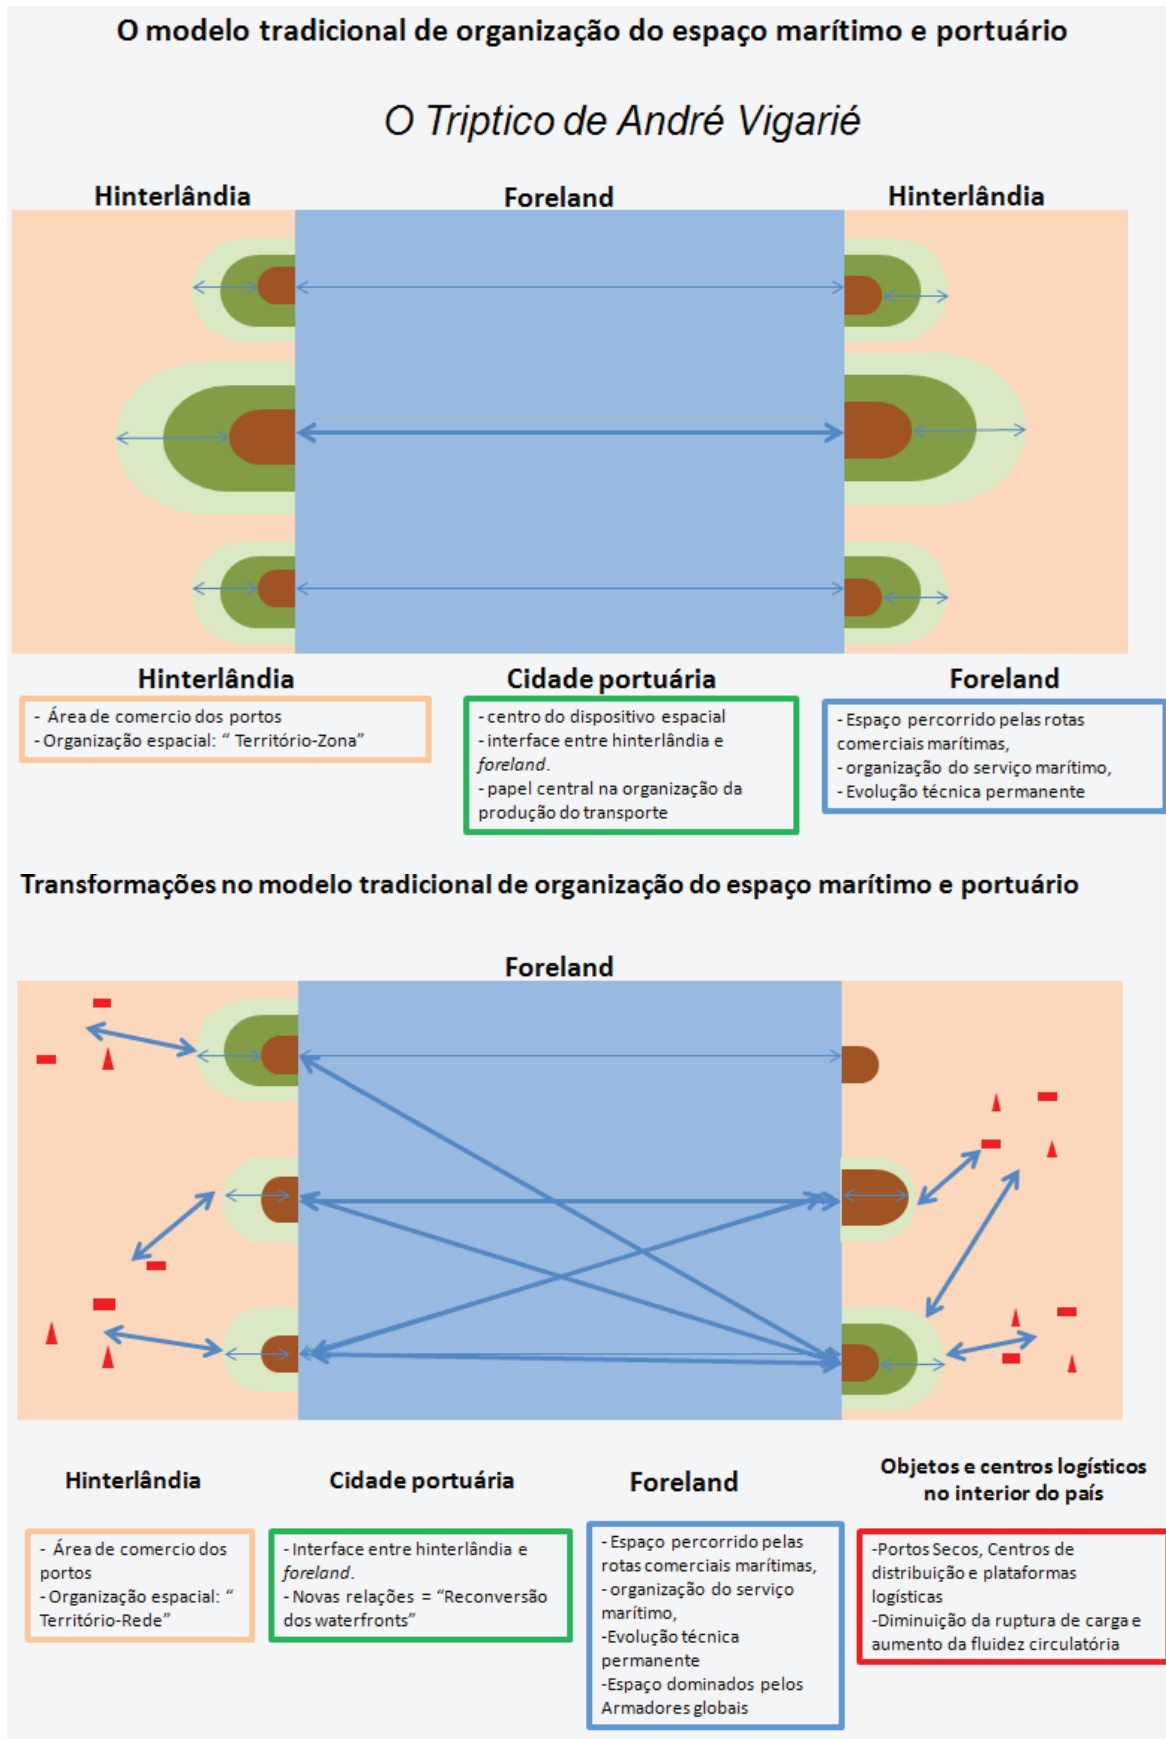 O modelo tradicional de organização do espaço marítimo e portuário
O Triptico de André Vigarié
Hinterlândia
Foreland
Hinterlândia
Hinterlândia
- Área de comercio dos portos
- Organização espacial: “ Território-Zona”
Cidade portuária
- centro do dispositivo espacial
- interface entre hinterlândia e
foreland.
- papel central na organização da
produção do transporte
Foreland
- Espaço percorrido pelas rotas
comerciais marítimas,
- organização do serviço marítimo,
- Evolução técnica permanente
Transformações no modelo tradicional de organização do espaço marítimo e portuário
Foreland
Hinterlândia
- Área de comercio dos
portos
- Organização espacial: “
Território-Rede”
Cidade portuária
- Interface entre hinterlândia e
foreland.
- Novas relações = “Reconversão
dos waterfronts”
Foreland
- Espaço percorrido pelas
rotas comerciais marítimas,
- organização do serviço
marítimo,
-Evolução técnica
permanente
-Espaço dominados pelos
Armadores globais
Objetos e centros logísticos
no interior do país
-Portos Secos, Centros de
distribuição e plataformas
logísticas
-Diminuição da ruptura de carga e
aumento da fluidez circulatória